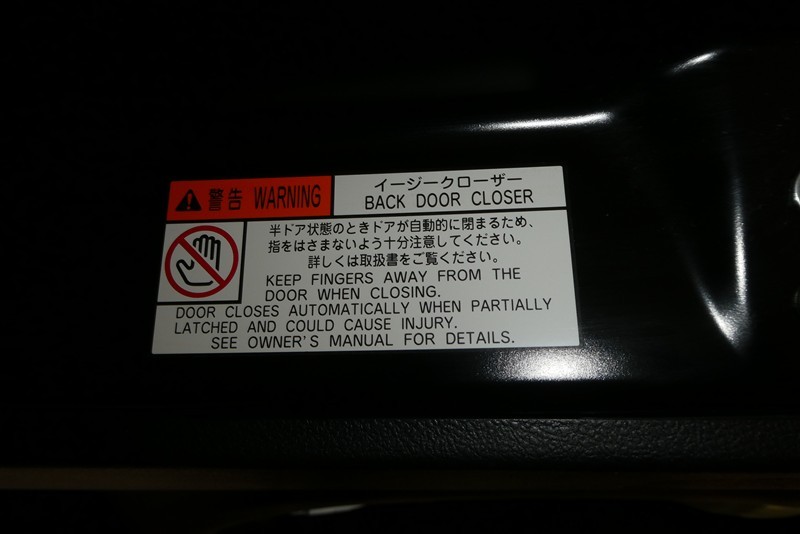 警告 WARNING
イージークローザー
BACK DOOR CLOSER
半ドア状態のときドアが自動的に閉まるため、
指をはさまないよう十分注意してください。
詳しくは取扱書をご覧ください。
KEEP FINGERS AWAY FROM THE
DOOR WHEN CLOSING.
DOOR CLOSES AUTOMATICALLY WHEN PARTIALLY
LATCHED AND COULD CAUSE INJURY.
SEE OWNER'S MANUAL FOR DETAILS.